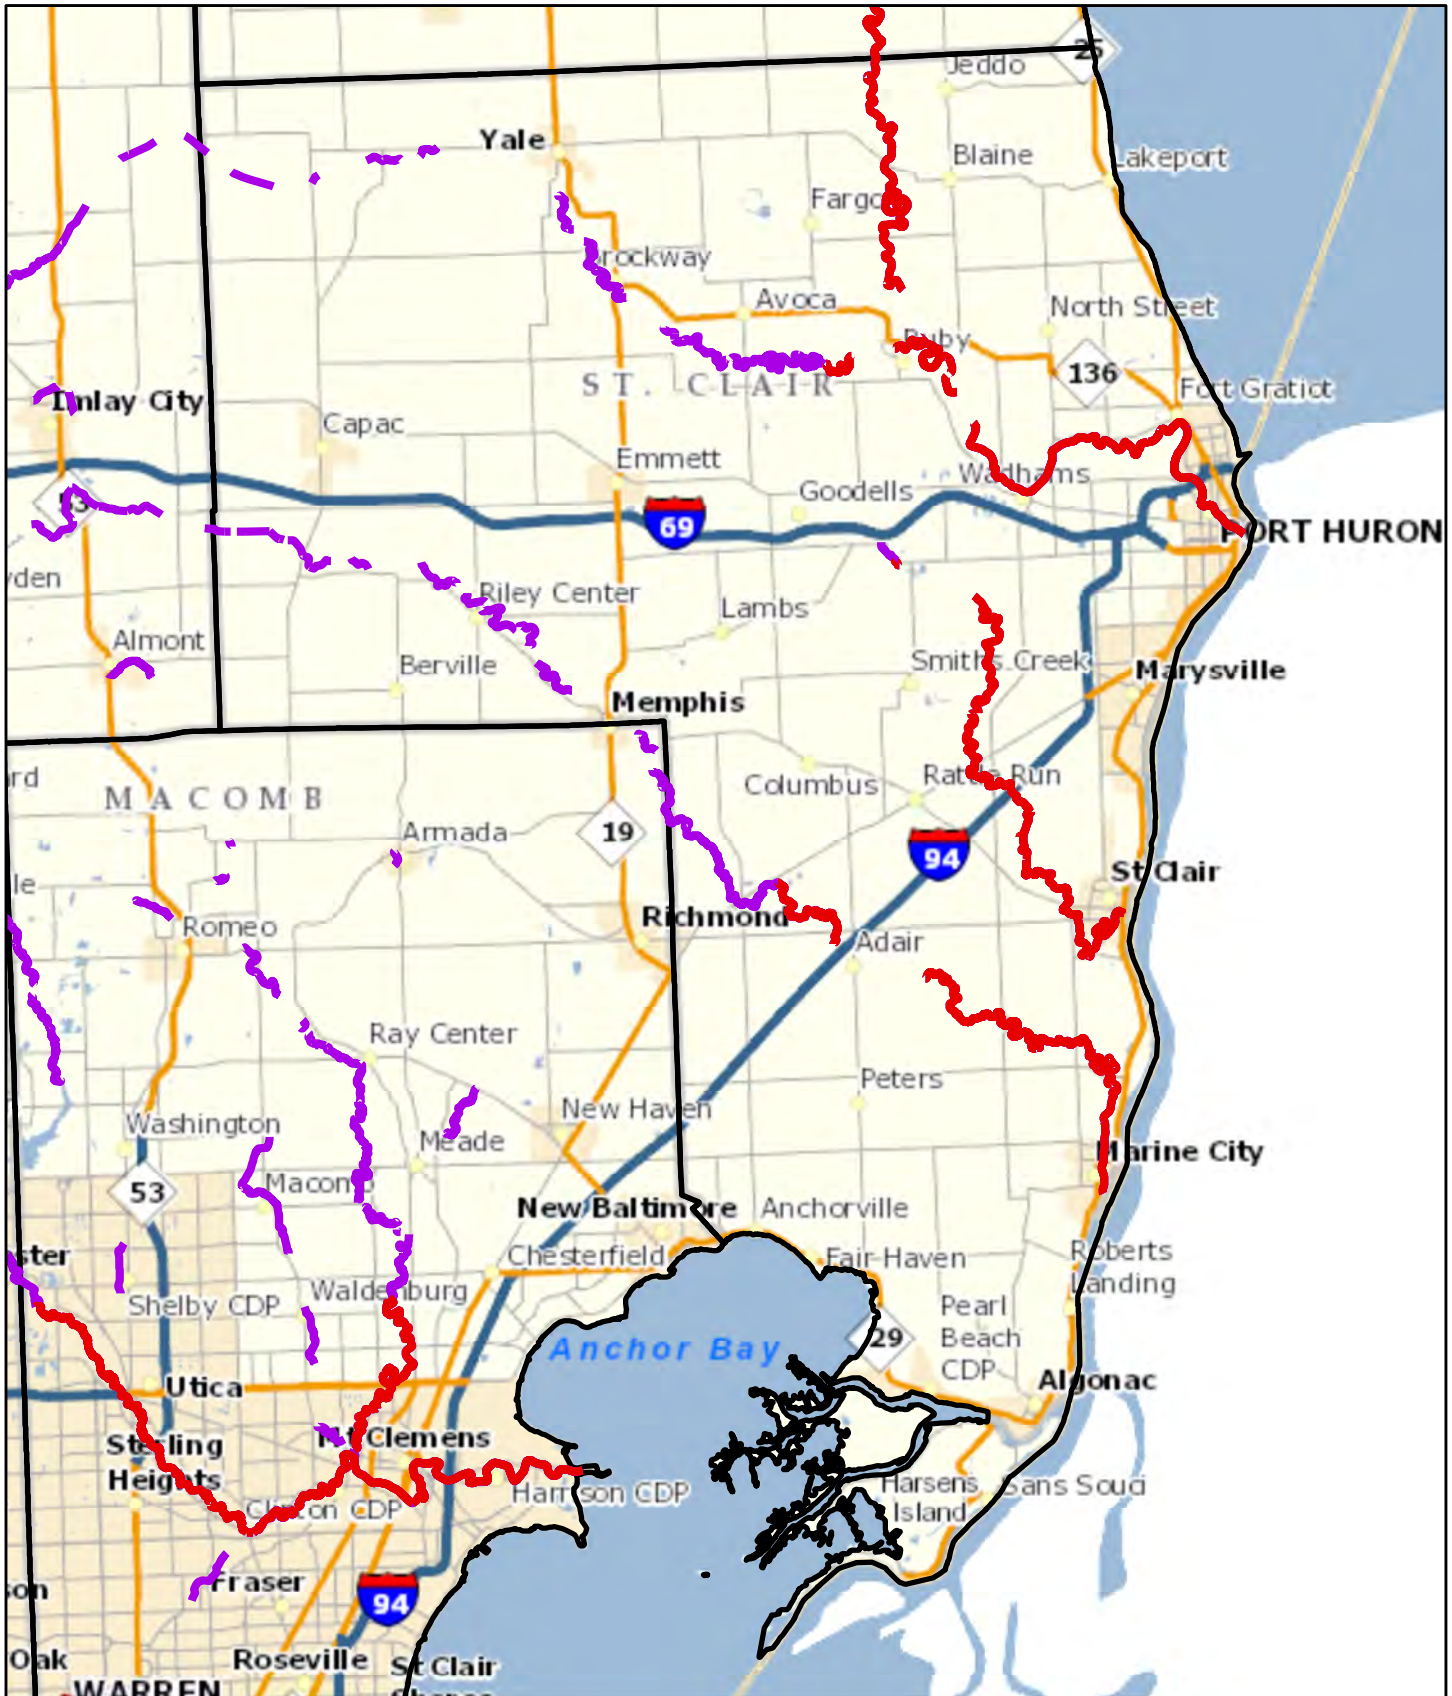 25
Jeddo
Yale
Blaine
Lakeport
Brockway
Avoca
North Street
Ruby
136
ST. CLAIR
Fort Gratiot
Imlay City
Capac
Emmett
Wadhams
Goodells
53
69
PORT HURON
Riley Center
Lambs
Almont
Berville
Smiths Creek
Marysville
Memphis
Columbus
Rattle Run
MACOMB
Armada
19
94
St Clair
Richmond
Romeo
Adair
Ray Center
Peters
New Haven
Washington
Meade
Marine City
53
Macomb
New Baltimore
Anchorville
Chesterfield
Fair Haven
Roberts
Landing
Shelby CDP
Waldenburg
Pearl
Beach
CDP
Anchor Bay
29
Utica
Algonac
Sterling
Heights
Mt Clemens
Harrison CDP
Harsens
Island
Sans Souci
Clinton CDP
Fraser
94
Roseville
St Clair
Oak
WARREN